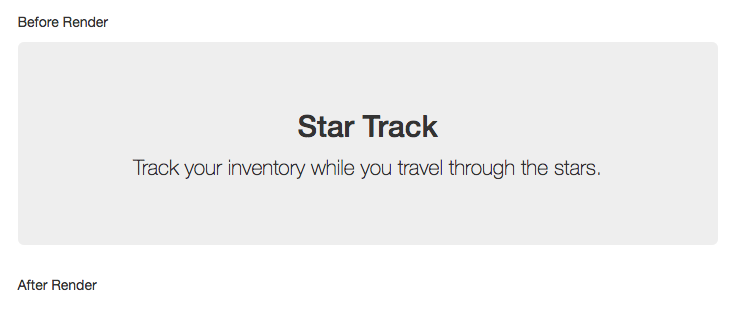 Before Render
Star Track
Track your inventory while you travel through the stars.
After Render